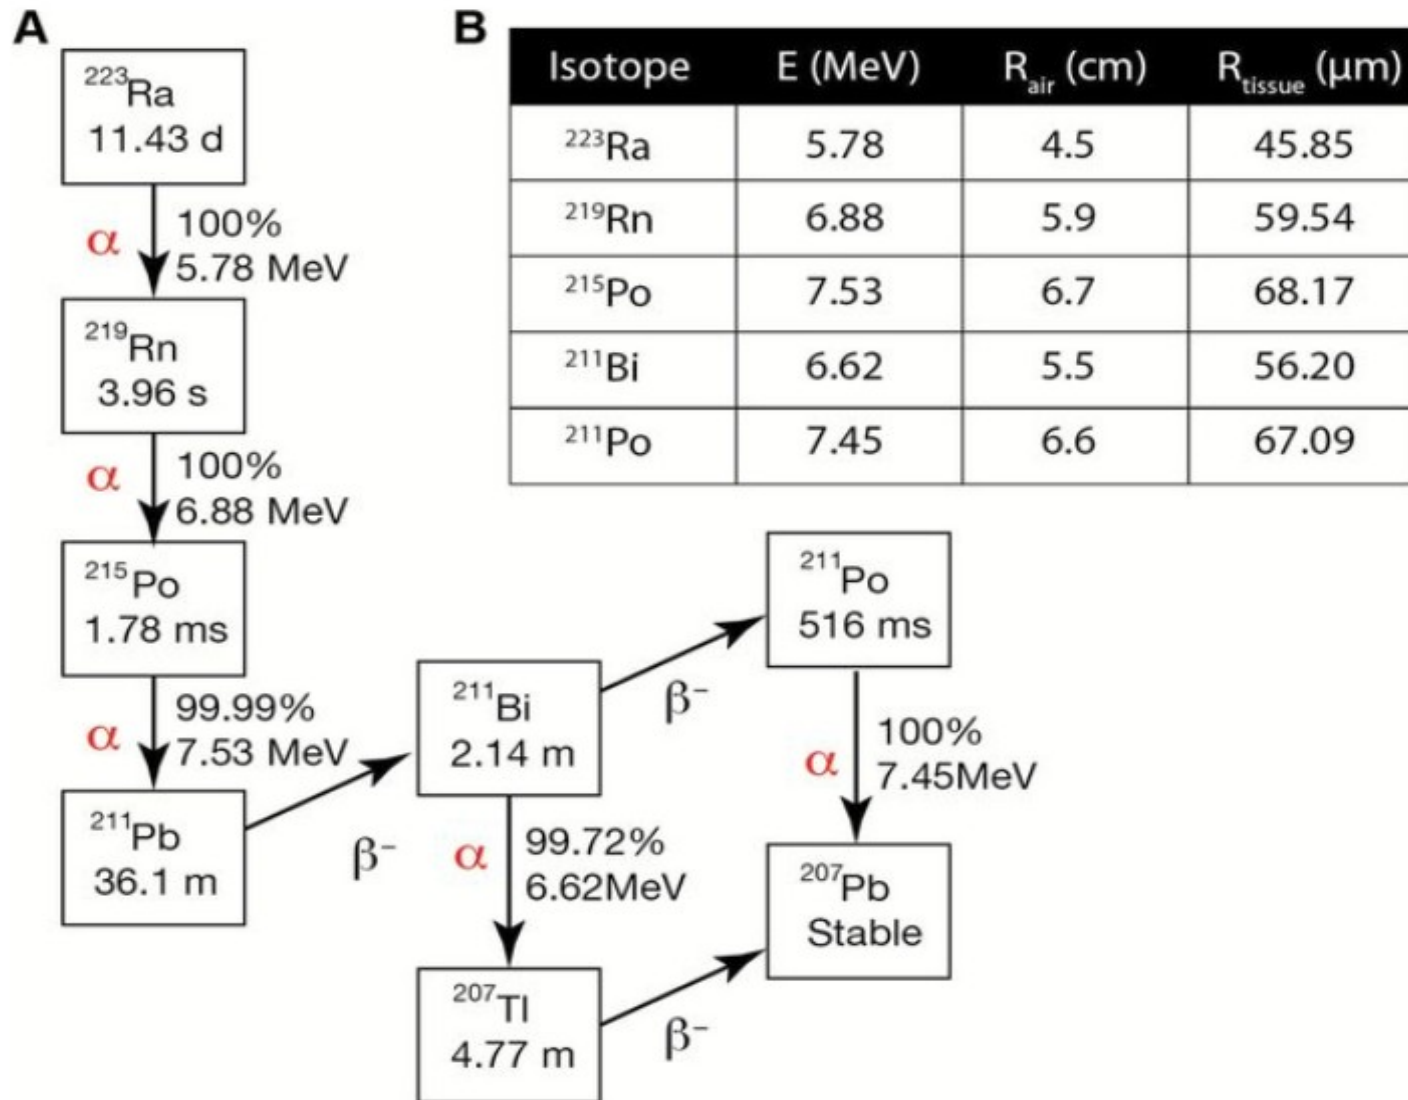 A
²²³Ra
11.43 d
α
100%
5.78 MeV
²¹⁹Rn
3.96 s
α
100%
6.88 MeV
²¹⁵Po
1.78 ms
α
99.99%
7.53 MeV
²¹¹Pb
36.1 m
β⁻
²¹¹Bi
2.14 m
α
99.72%
6.62MeV
²⁰⁷Tl
4.77 m
β⁻
β⁻
²¹¹Po
516 ms
α
100%
7.45MeV
²⁰⁷Pb
Stable
B
Isotope E (MeV) R_air (cm) R_tissue (μm)
²²³Ra 5.78 4.5 45.85
²¹⁹Rn 6.88 5.9 59.54
²¹⁵Po 7.53 6.7 68.17
²¹¹Bi 6.62 5.5 56.20
²¹¹Po 7.45 6.6 67.09